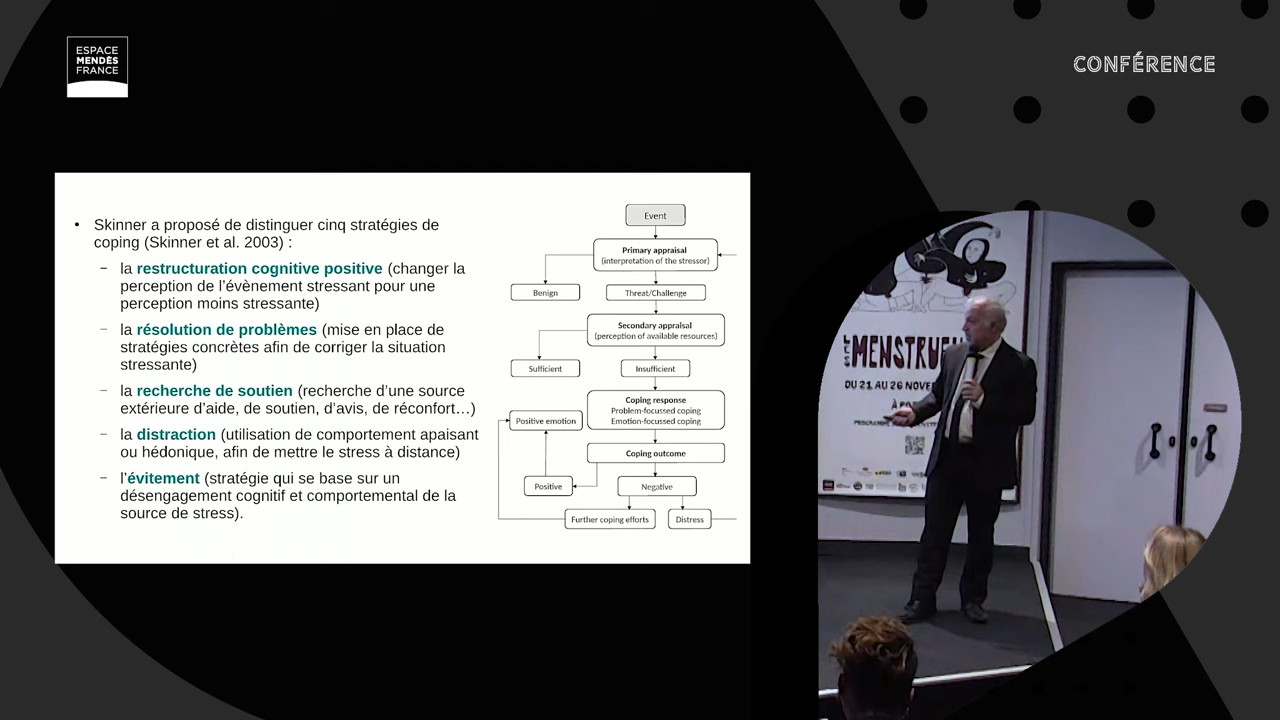 ESPACE
MENDÈS
FRANCE
CONFÉRENCE
• Skinner a proposé de distinguer cinq stratégies de
coping (Skinner et al. 2003) :
– la restructuration cognitive positive (changer la
perception de l’évènement stressant pour une
perception moins stressante)
– la résolution de problèmes (mise en place de
stratégies concrètes afin de corriger la situation
stressante)
– la recherche de soutien (recherche d’une source
extérieure d’aide, de soutien, d’avis, de réconfort…)
– la distraction (utilisation de comportement apaisant
ou hédonique, afin de mettre le stress à distance)
– l’évitement (stratégie qui se base sur un
désengagement cognitif et comportemental de la
source de stress).
Event
Primary appraisal
(interpretation of the stressor)
Benign
Threat/Challenge
Secondary appraisal
(perception of available resources)
Sufficient
Insufficient
Coping response
Problem-focussed coping
Emotion-focussed coping
Positive emotion
Coping outcome
Positive
Negative
Further coping efforts
Distress
LES
MENSTRU
DU 21 AU 26 NOVE
À